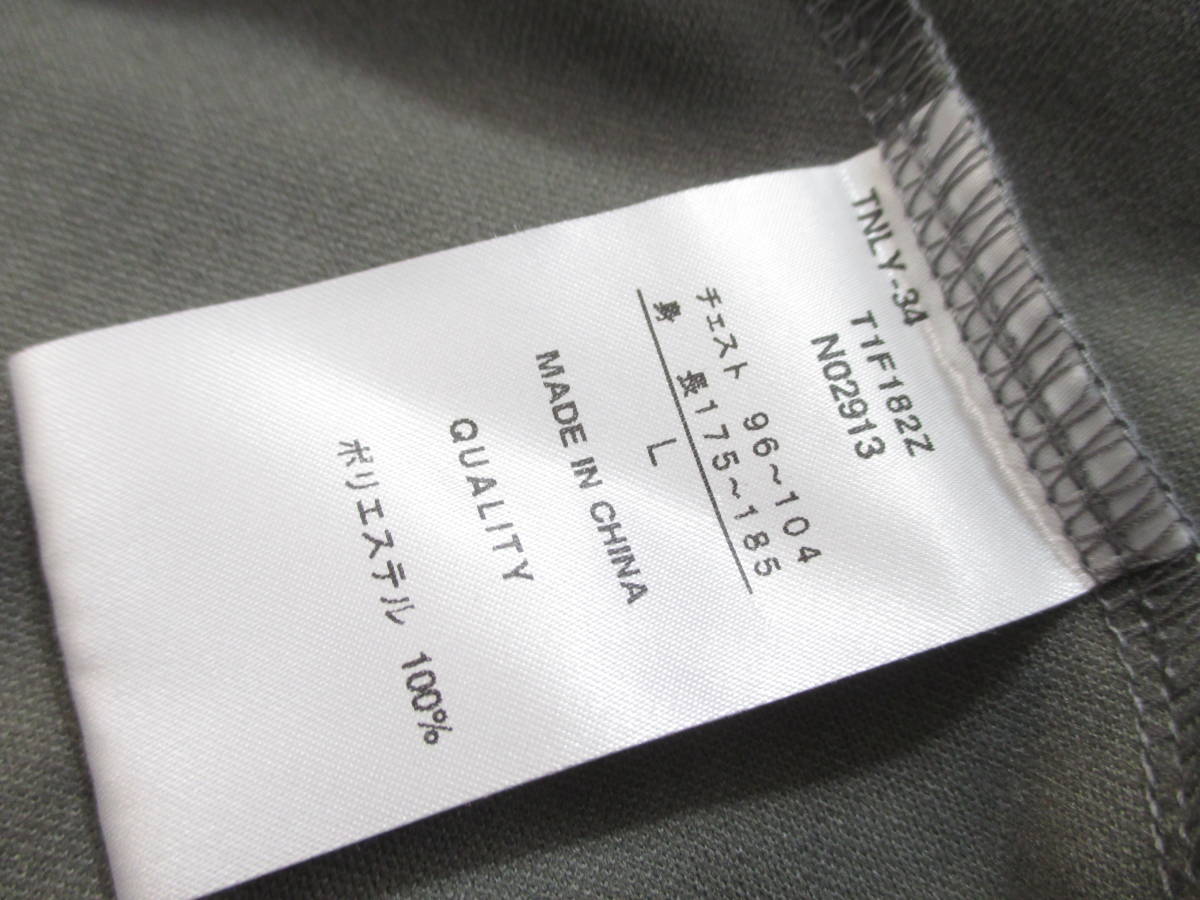 TNLY-34
T1F182Z
N02913
チェスト 96~104
身 長175~185
L
MADE IN CHINA
QUALITY
ポリエステル 100%